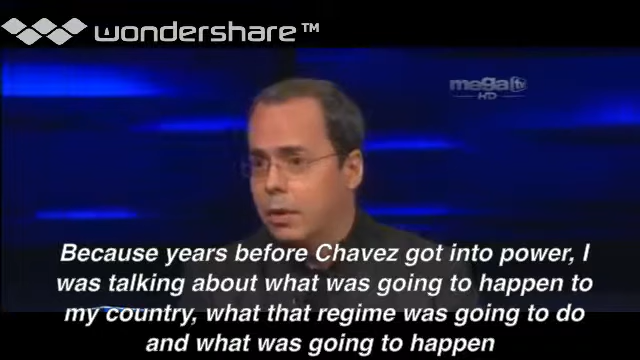 wondershare™
mega tv
HD
Because years before Chavez got into power, I
was talking about what was going to happen to
my country, what that regime was going to do
and what was going to happen